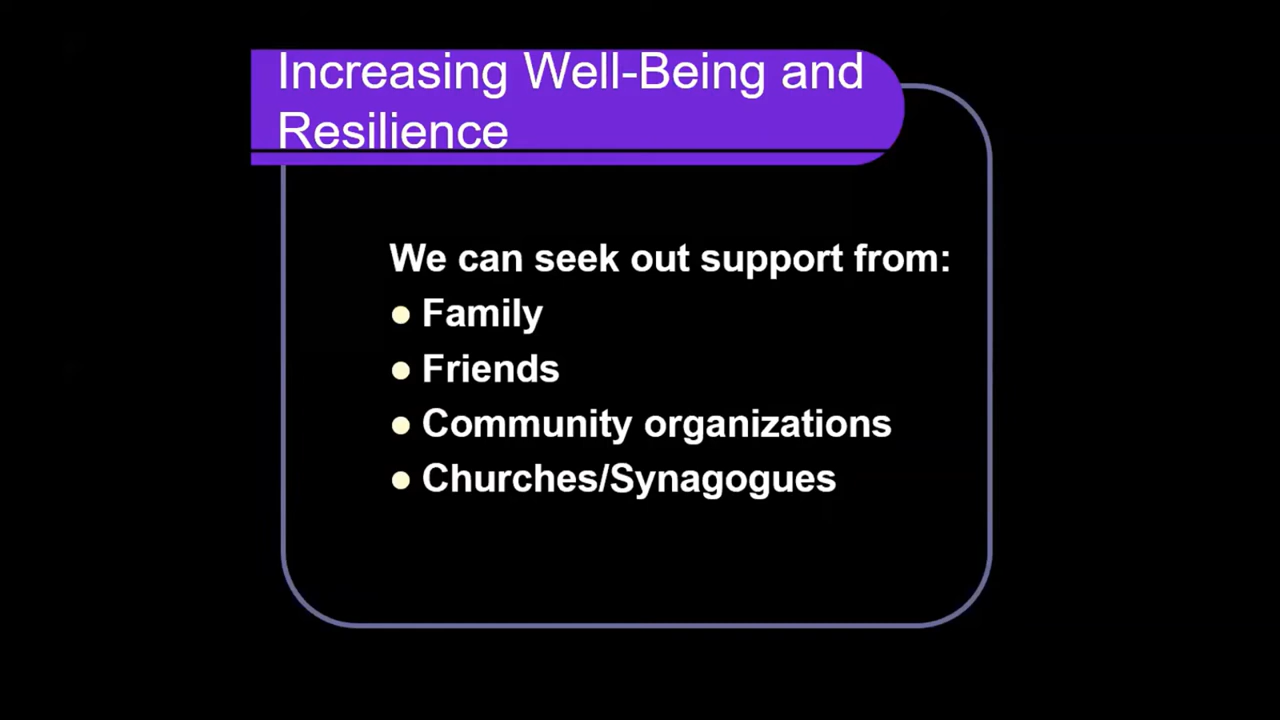 Increasing Well-Being and
Resilience
We can seek out support from:
● Family
● Friends
● Community organizations
● Churches/Synagogues